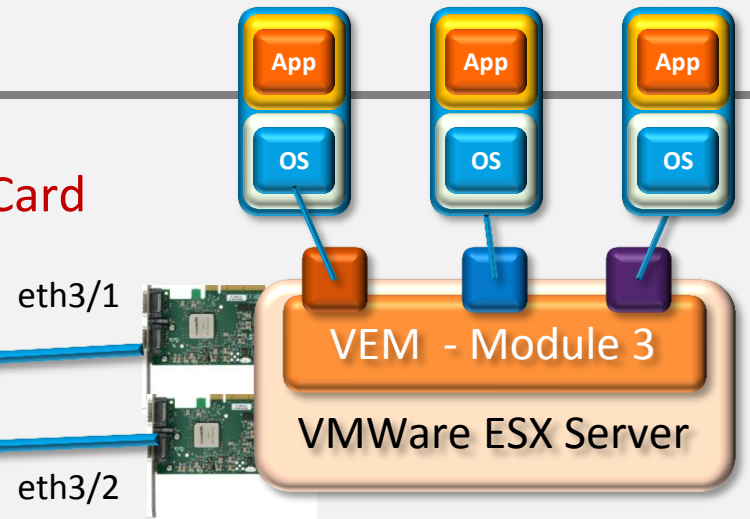 App
App
App
OS
OS
OS
Card
eth3/1
VEM - Module 3
VMWare ESX Server
eth3/2